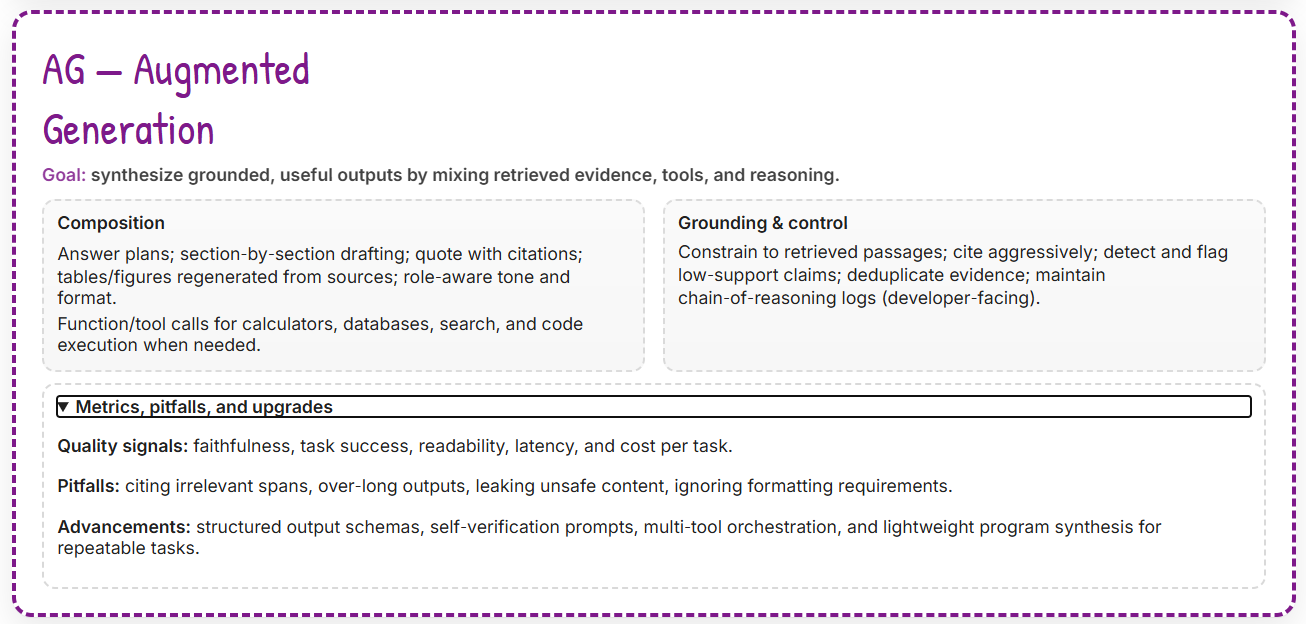 AG — Augmented
Generation
Goal: synthesize grounded, useful outputs by mixing retrieved evidence, tools, and reasoning.
Composition
Answer plans; section-by-section drafting; quote with citations;
tables/figures regenerated from sources; role-aware tone and
format.
Function/tool calls for calculators, databases, search, and code
execution when needed.
Grounding & control
Constrain to retrieved passages; cite aggressively; detect and flag
low-support claims; deduplicate evidence; maintain
chain-of-reasoning logs (developer-facing).
▼ Metrics, pitfalls, and upgrades
Quality signals: faithfulness, task success, readability, latency, and cost per task.
Pitfalls: citing irrelevant spans, over-long outputs, leaking unsafe content, ignoring formatting requirements.
Advancements: structured output schemas, self-verification prompts, multi-tool orchestration, and lightweight program synthesis for
repeatable tasks.